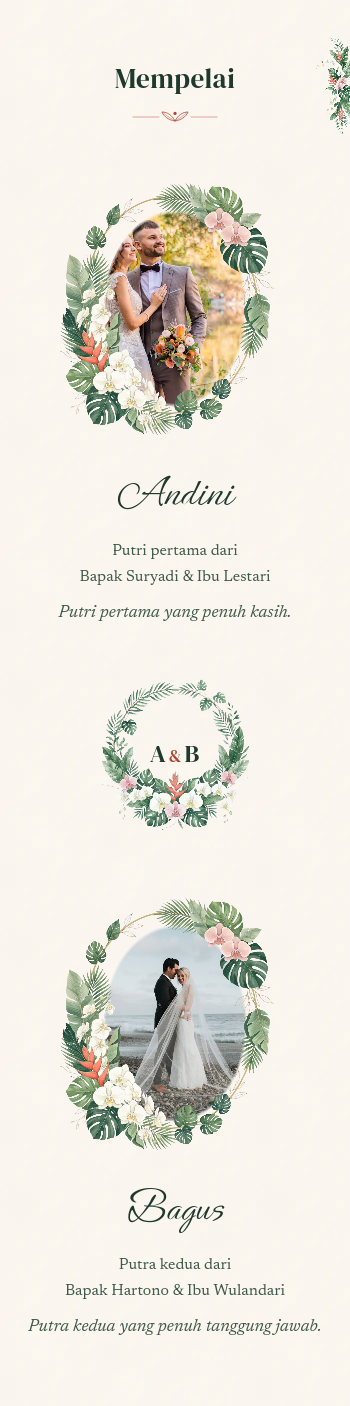 Mempelai
Andini
Putri pertama dari
Bapak Suryadi & Ibu Lestari
Putri pertama yang penuh kasih.
A & B
Bagus
Putra kedua dari
Bapak Hartono & Ibu Wulandari
Putra kedua yang penuh tanggung jawab.